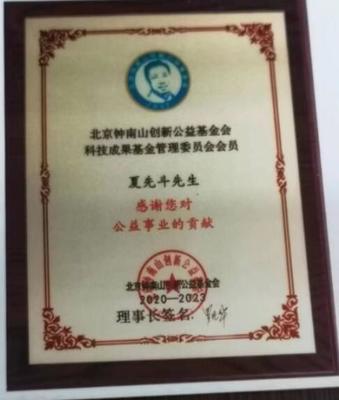 北京钟南山创新公益基金会
科技成果基金管理委员会会员
夏先斗先生
感谢您对
公益事业的贡献
北京钟南山创新公益基金会
2020—2023
理事长签名: